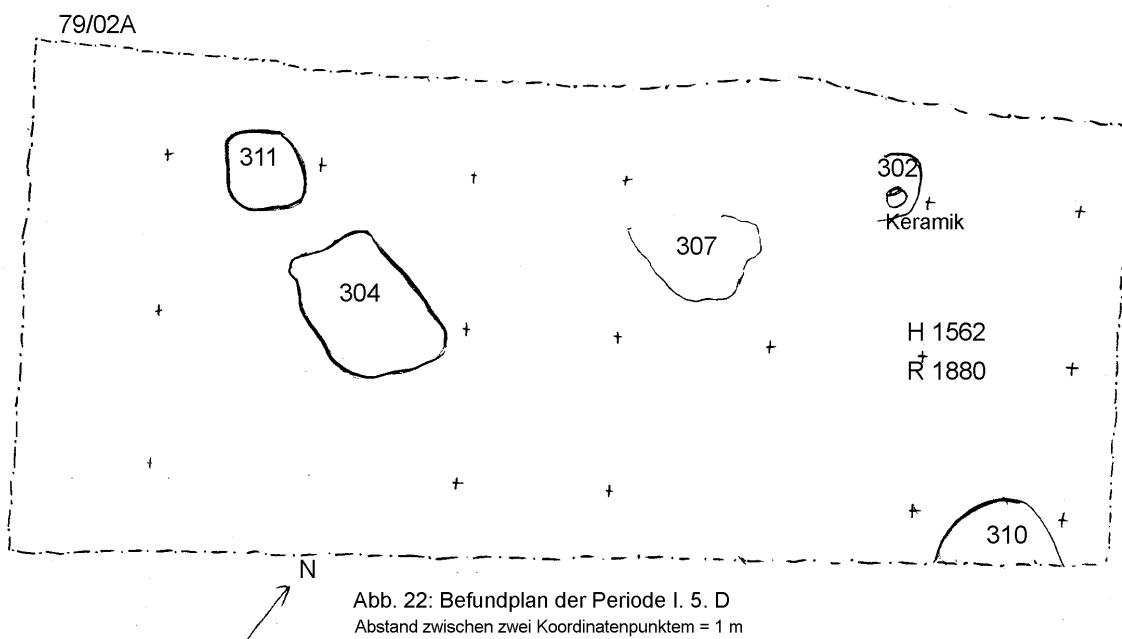 79/02A
311
302
Keramik
307
304
H 1562
R 1880
310
N
Abb. 22: Befundplan der Periode I. 5. D
Abstand zwischen zwei Koordinatenpunktem = 1 m